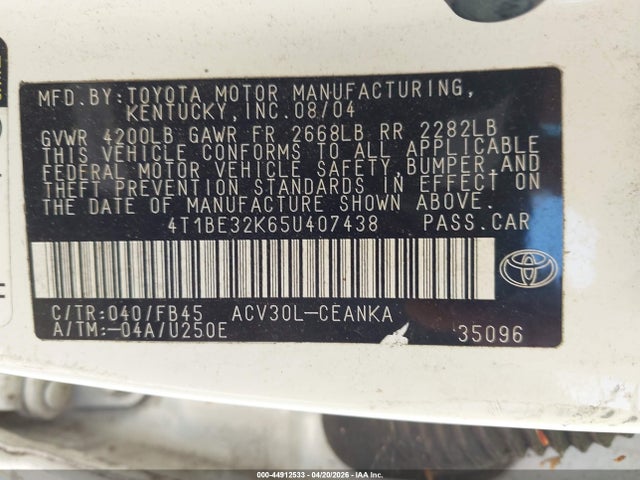 MFD.BY:TOYOTA MOTOR MANUFACTURING,
KENTUCKY, INC.08/04
GVWR 4200LB GAWR FR 2668LB RR 2282LB
THIS VEHICLE CONFORMS TO ALL APPLICABLE
FEDERAL MOTOR VEHICLE SAFETY,BUMPER,AND
THEFT PREVENTION STANDARDS IN EFFECT ON
THE DATE OF MANUFACTURE SHOWN ABOVE.
4T1BE32K65U407438 PASS.CAR
C/TR:040/FB45 ACV30L-CEANKA
A/TM:-04A/U250E 35096
000-44912533 - 04/20/2026 - IAA Inc.